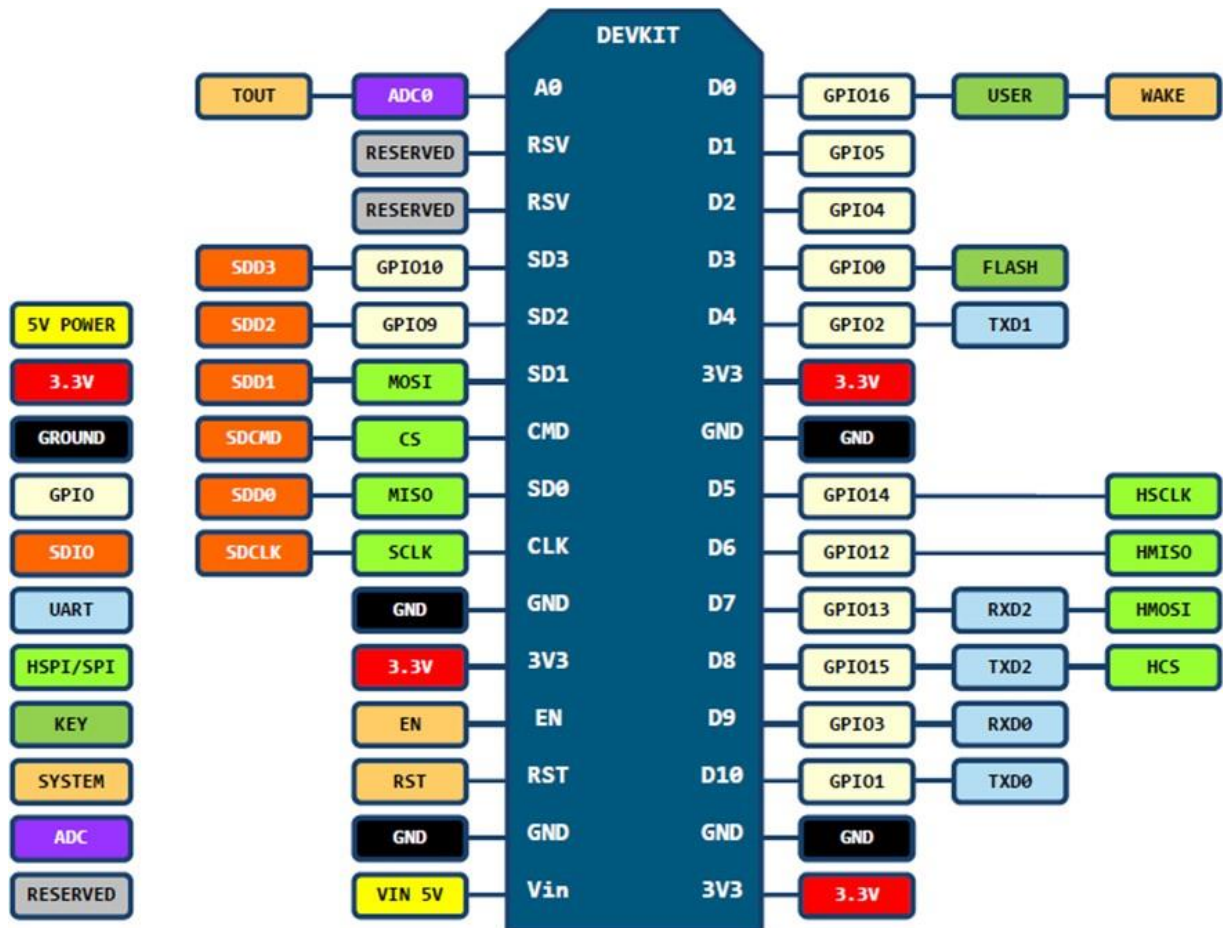 DEVKIT
TOUT ADC0 A0 D0 GPIO16 USER WAKE
RESERVED RSV D1 GPIO5
RESERVED RSV D2 GPIO4
SDD3 GPIO10 SD3 D3 GPIO0 FLASH
5V POWER SDD2 GPIO9 SD2 D4 GPIO2 TXD1
3.3V SDD1 MOSI SD1 3V3 3.3V
GROUND SDCMD CS CMD GND GND
GPIO SDD0 MISO SD0 D5 GPIO14 HSCLK
SDIO SDCLK SCLK CLK D6 GPIO12 HMISO
UART GND GND D7 GPIO13 RXD2 HMOSI
HSPI/SPI 3.3V 3V3 D8 GPIO15 TXD2 HCS
KEY EN EN D9 GPIO3 RXD0
SYSTEM RST RST D10 GPIO1 TXD0
ADC GND GND GND GND
RESERVED VIN 5V Vin 3V3 3.3V